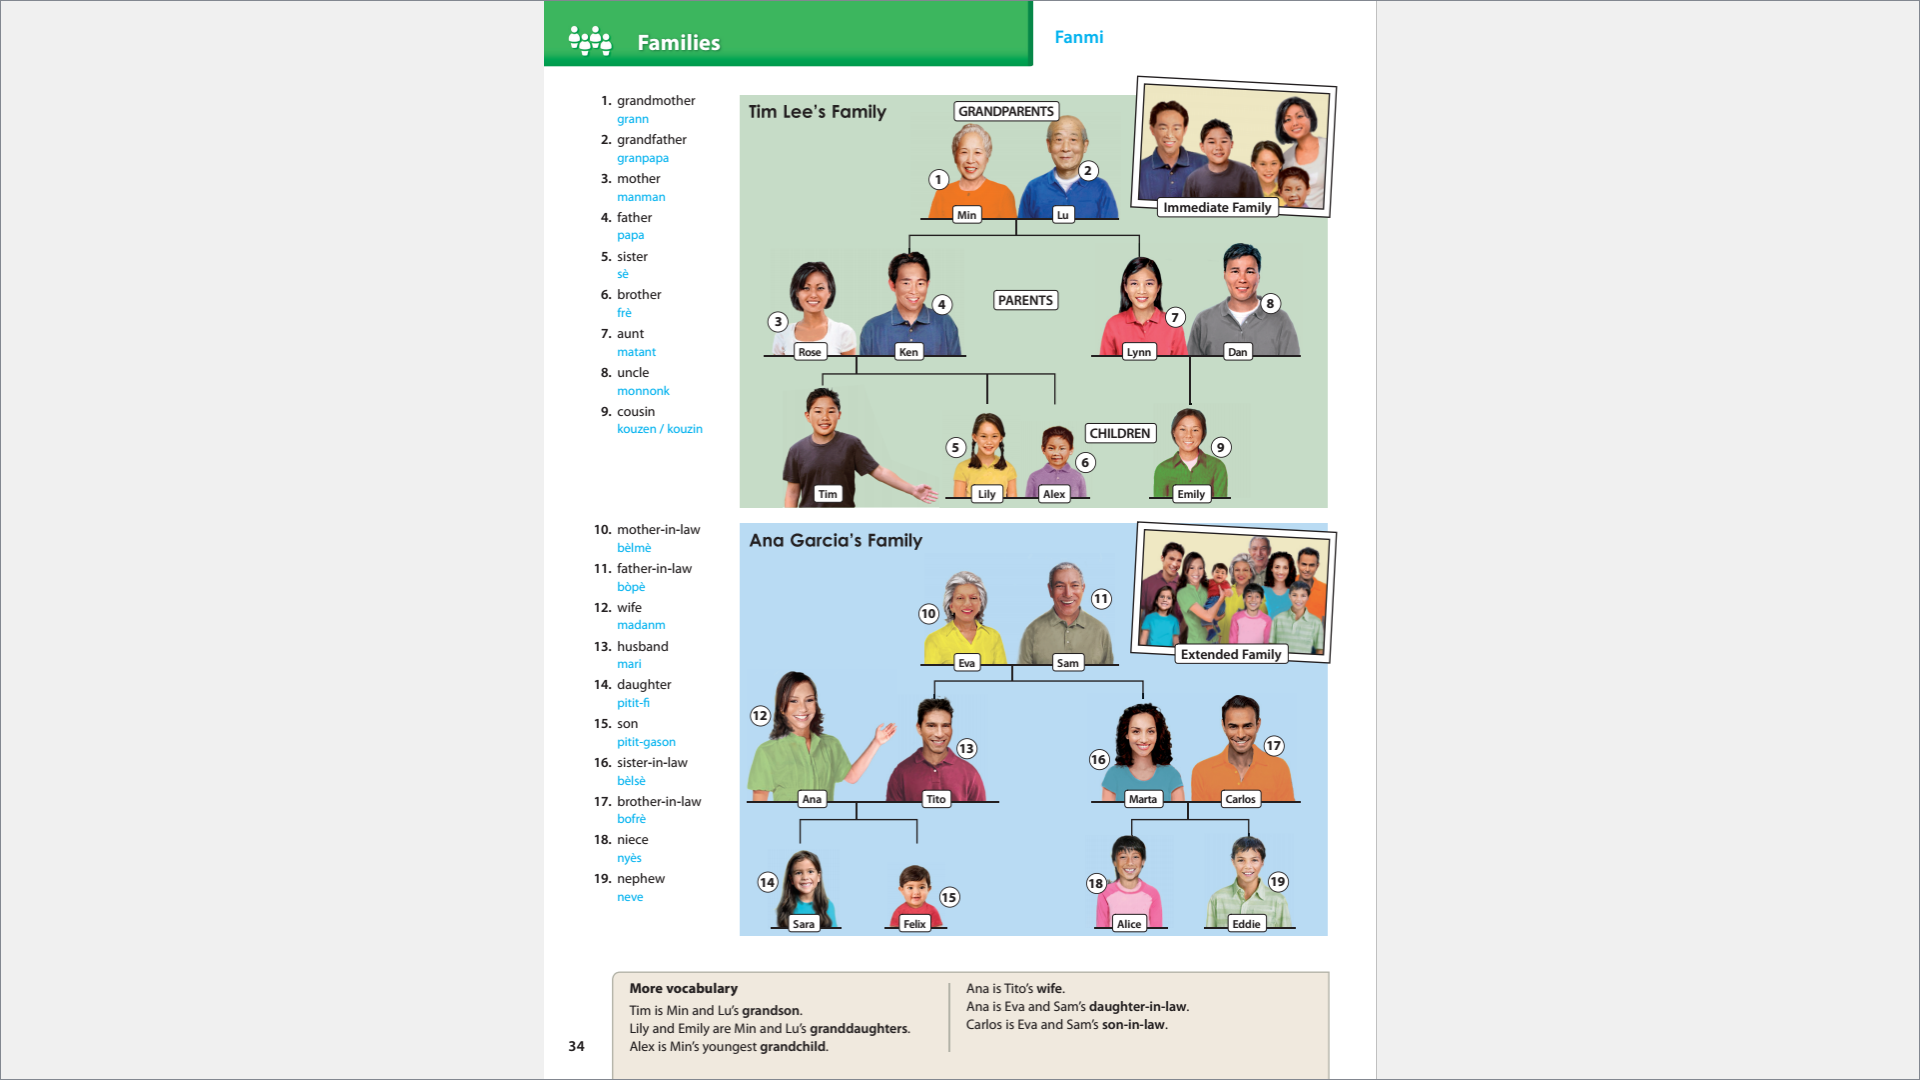 Families
Fanmi
1. grandmother
grann
2. grandfather
granpapa
3. mother
manman
4. father
papa
5. sister
sè
6. brother
frè
7. aunt
matant
8. uncle
monnonk
9. cousin
kouzen / kouzin
Tim Lee's Family
GRANDPARENTS
1
2
Min
Lu
Immediate Family
3
4
PARENTS
7
8
Rose
Ken
Lynn
Dan
5
6
CHILDREN
9
Tim
Lily
Alex
Emily
10. mother-in-law
bèlmè
11. father-in-law
bòpè
12. wife
madanm
13. husband
mari
14. daughter
pitit-fi
15. son
pitit-gason
16. sister-in-law
bèlsè
17. brother-in-law
bofrè
18. niece
nyès
19. nephew
neve
Ana Garcia's Family
10
11
Eva
Sam
Extended Family
12
13
16
17
Ana
Tito
Marta
Carlos
14
15
18
19
Sara
Felix
Alice
Eddie
More vocabulary
Tim is Min and Lu's grandson.
Lily and Emily are Min and Lu's granddaughters.
Alex is Min's youngest grandchild.
Ana is Tito's wife.
Ana is Eva and Sam's daughter-in-law.
Carlos is Eva and Sam's son-in-law.
34